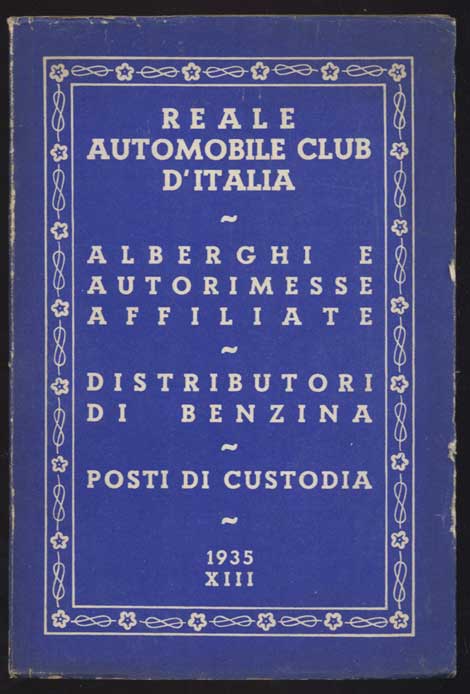 REALE
AUTOMOBILE CLUB
D'ITALIA
~
ALBERGHI E
AUTORIMESSE
AFFILIATE
~
DISTRIBUTORI
DI BENZINA
~
POSTI DI CUSTODIA
~
1935
XIII